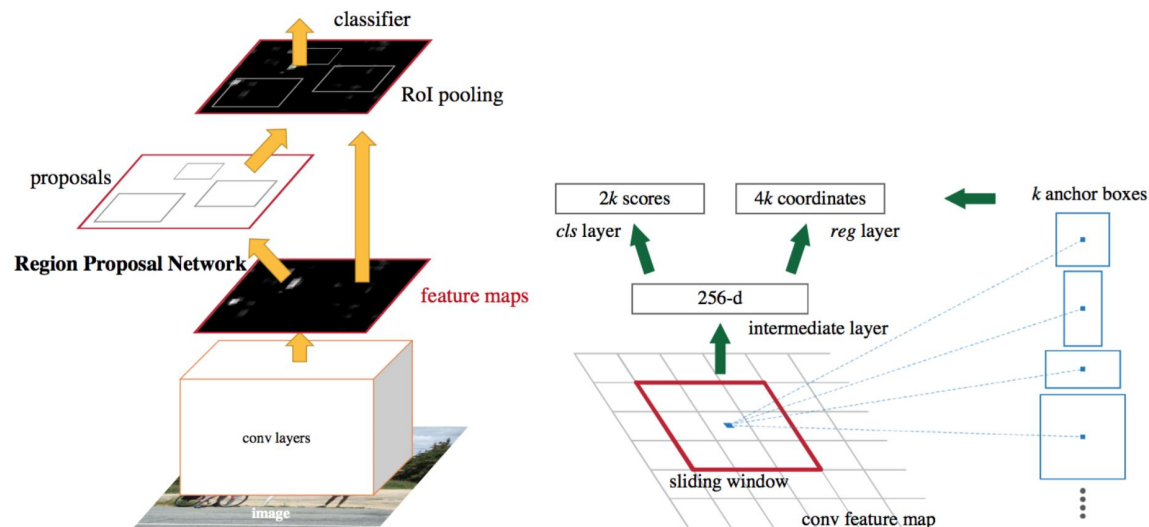 classifier
RoI pooling
proposals
Region Proposal Network
feature maps
conv layers
image
2k scores
4k coordinates
k anchor boxes
cls layer
reg layer
256-d
intermediate layer
sliding window
conv feature map